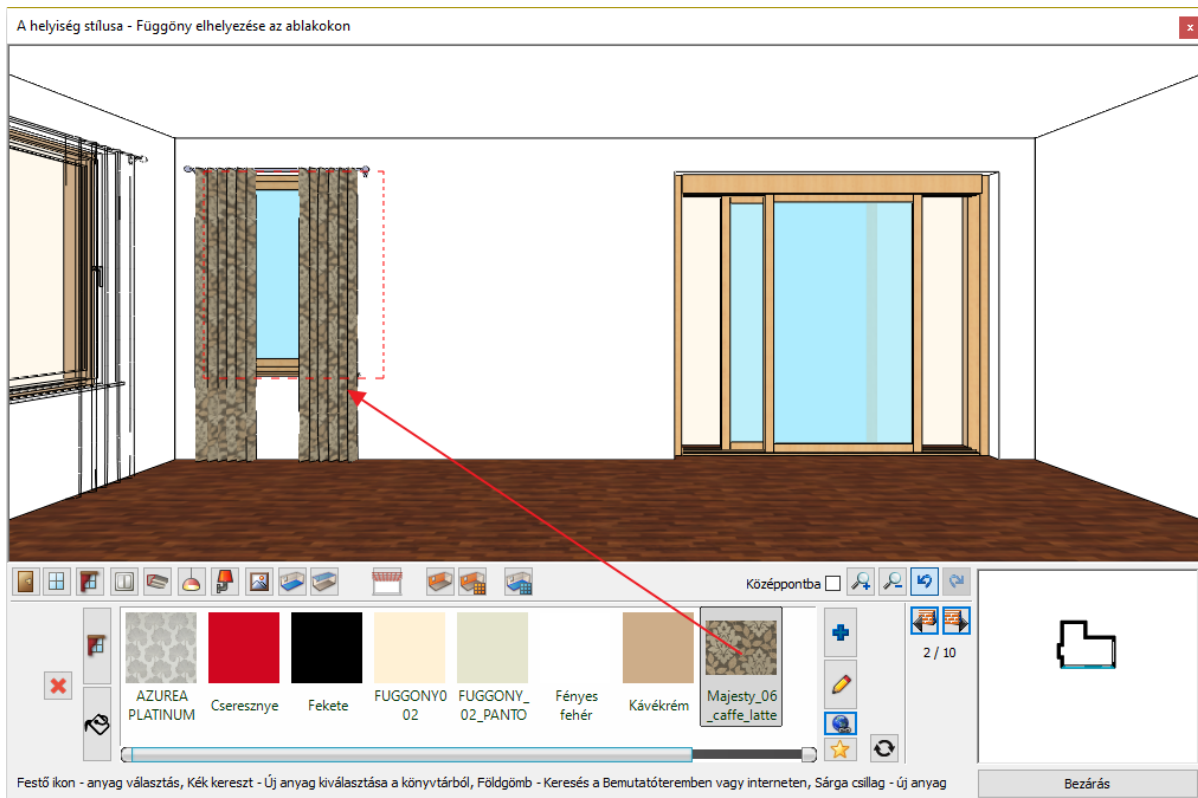 A helyiség stílusa - Függöny elhelyezése az ablakokon
x
Középpontba
2 / 10
AZUREA
PLATINUM
Cseresznye
Fekete
FUGGONY0
02
FUGGONY_
02_PANTO
Fényes
fehér
Kávékrém
Majesty_06
_caffe_latte
Festő ikon - anyag választás, Kék kereszt - Új anyag kiválasztása a könyvtárból, Földgömb - Keresés a Bemutatóteremben vagy interneten, Sárga csillag - új anyag
Bezárás